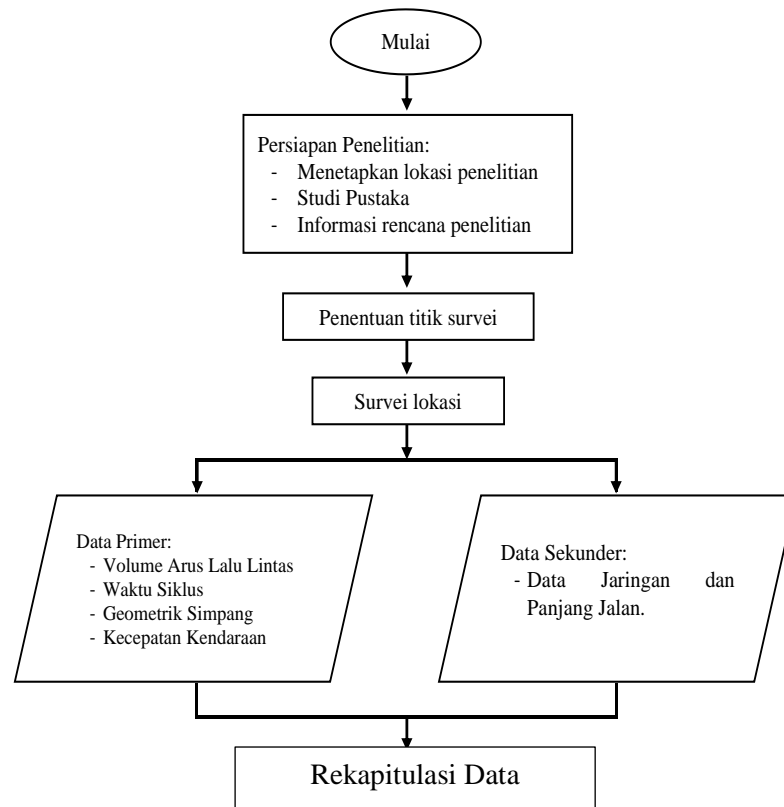 Mulai
Persiapan Penelitian:
- Menetapkan lokasi penelitian
- Studi Pustaka
- Informasi rencana penelitian
Penentuan titik survei
Survei lokasi
Data Primer:
- Volume Arus Lalu Lintas
- Waktu Siklus
- Geometrik Simpang
- Kecepatan Kendaraan
Data Sekunder:
- Data Jaringan dan
Panjang Jalan.
Rekapitulasi Data